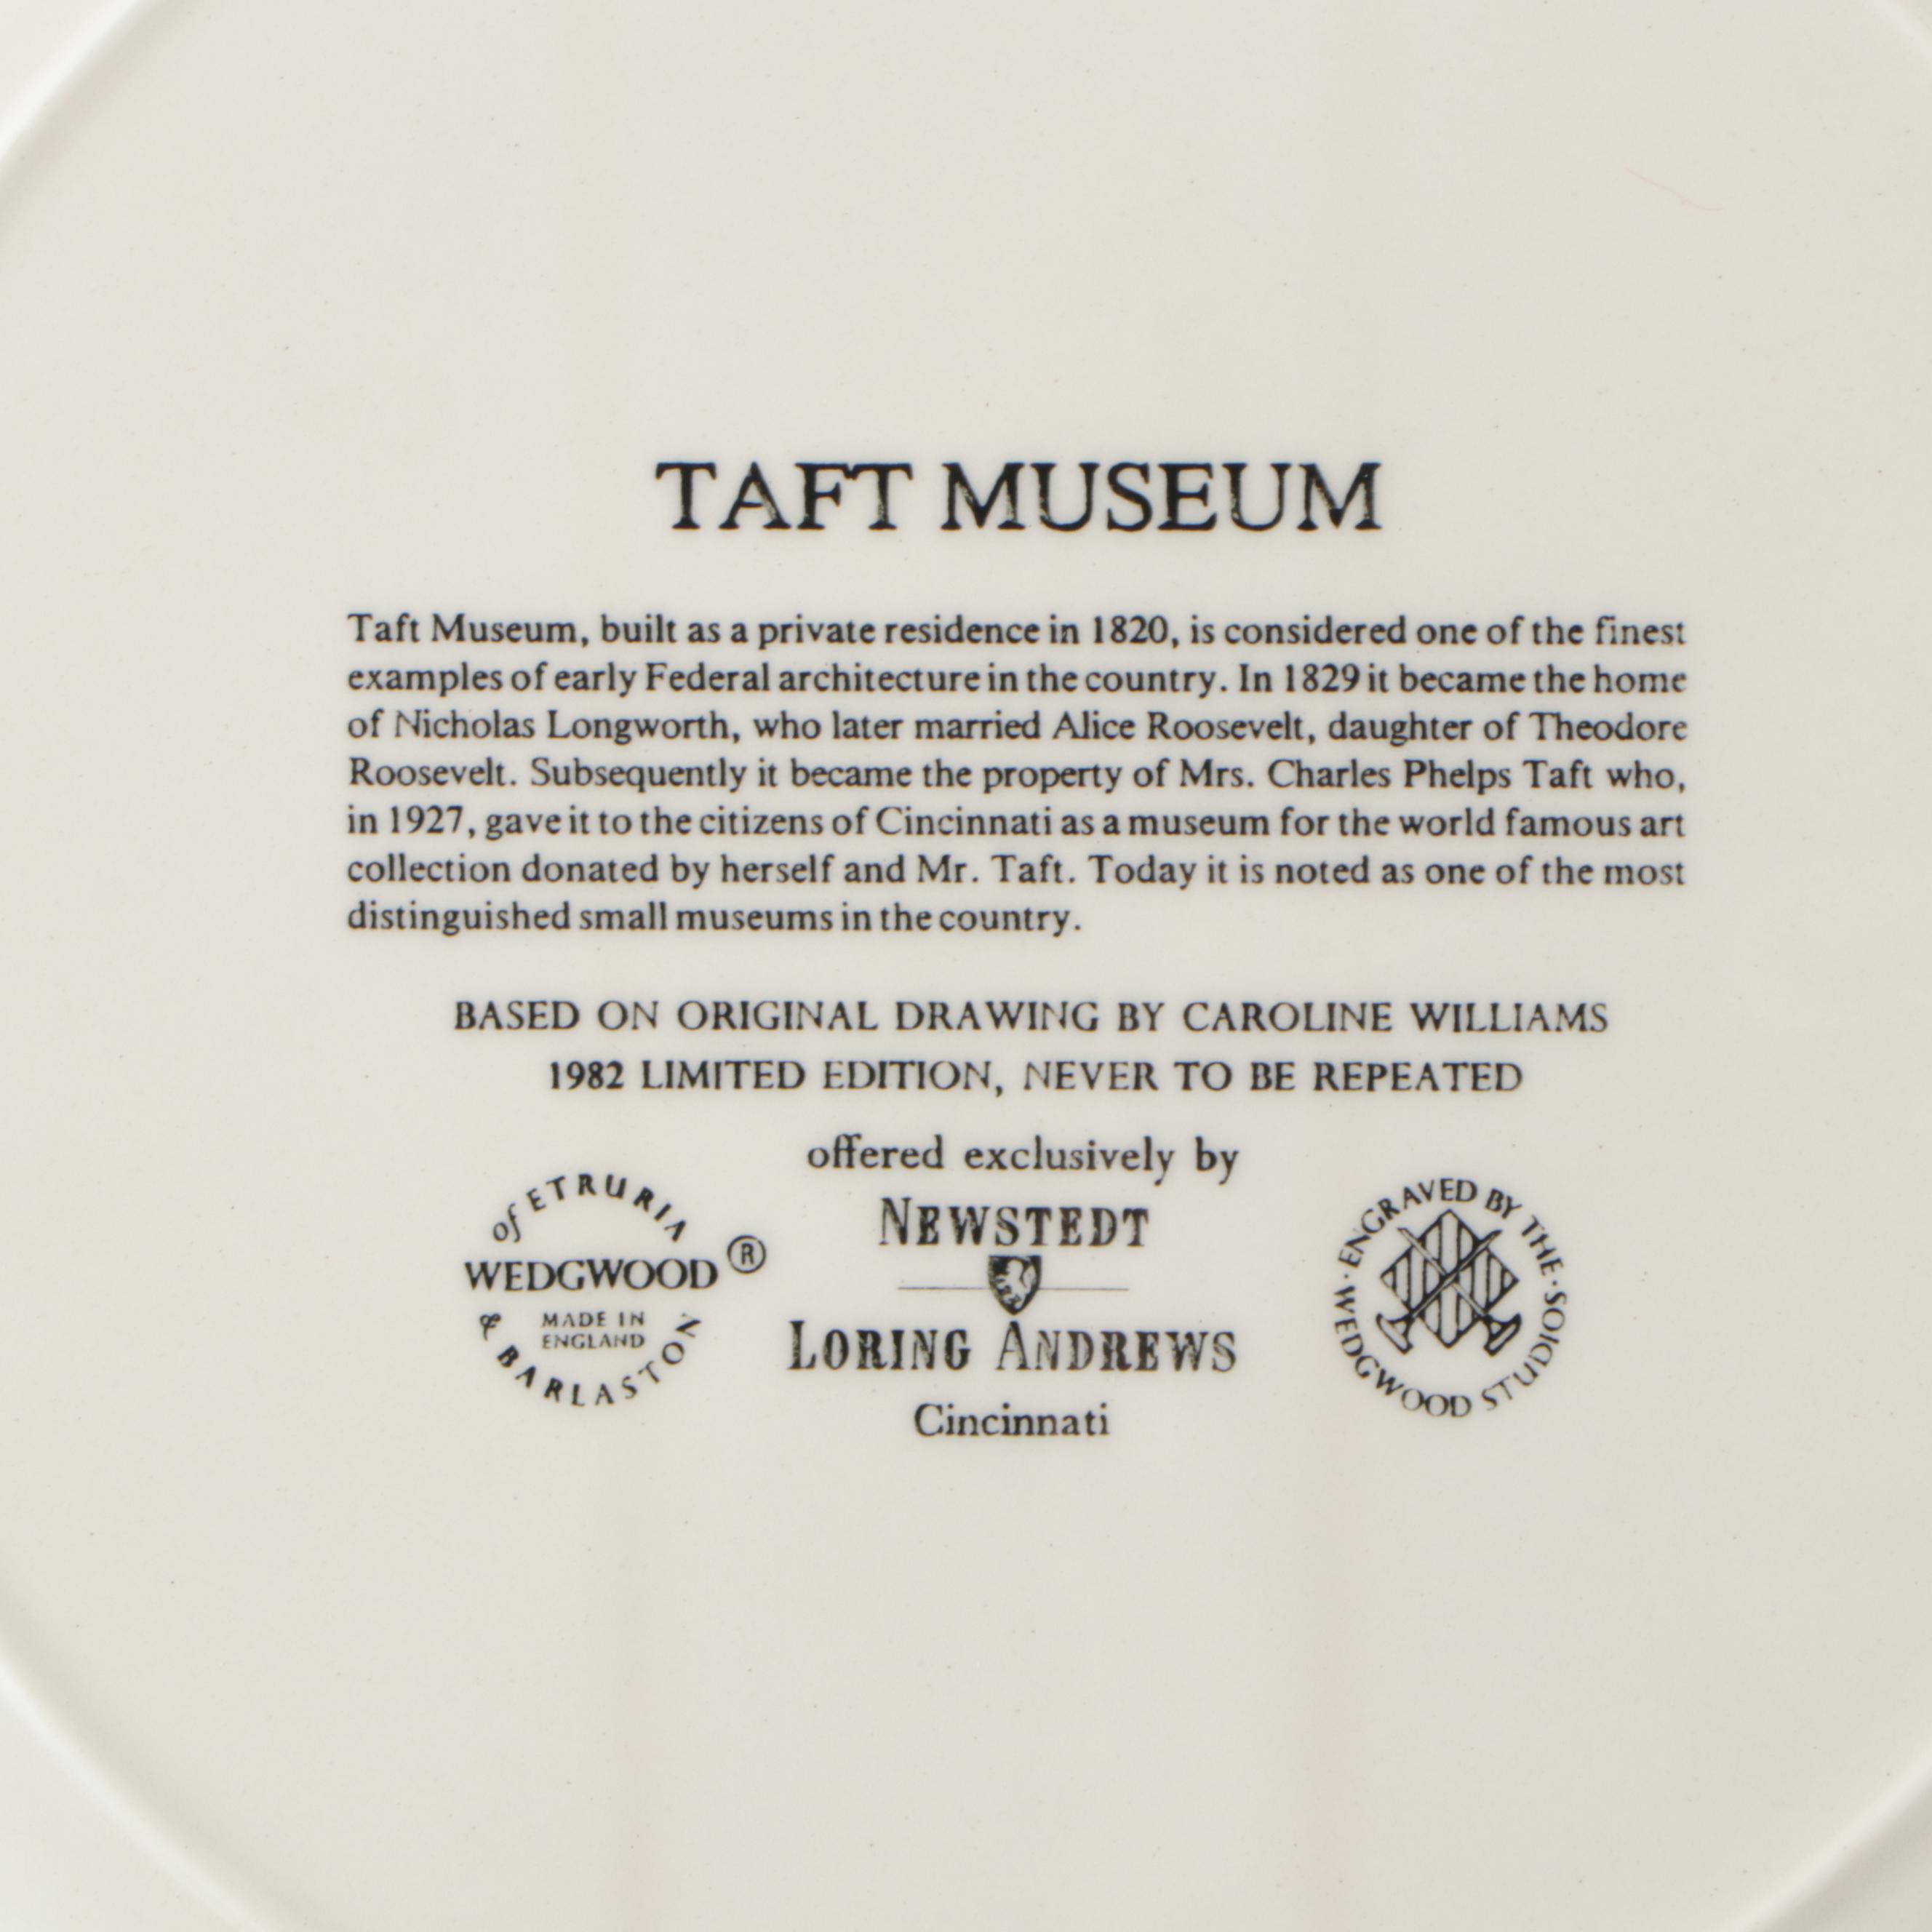 TAFT MUSEUM
Taft Museum, built as a private residence in 1820, is considered one of the finest
examples of early Federal architecture in the country. In 1829 it became the home
of Nicholas Longworth, who later married Alice Roosevelt, daughter of Theodore
Roosevelt. Subsequently it became the property of Mrs. Charles Phelps Taft who,
in 1927, gave it to the citizens of Cincinnati as a museum for the world famous art
collection donated by herself and Mr. Taft. Today it is noted as one of the most
distinguished small museums in the country.
BASED ON ORIGINAL DRAWING BY CAROLINE WILLIAMS
1982 LIMITED EDITION, NEVER TO BE REPEATED
of ETRURIA
WEDGWOOD ®
MADE IN
ENGLAND
& BARLASTON
offered exclusively by
NEWSTEDT
LORING ANDREWS
Cincinnati
ENGRAVED BY THE · STUDIOS
WEDGWOOD